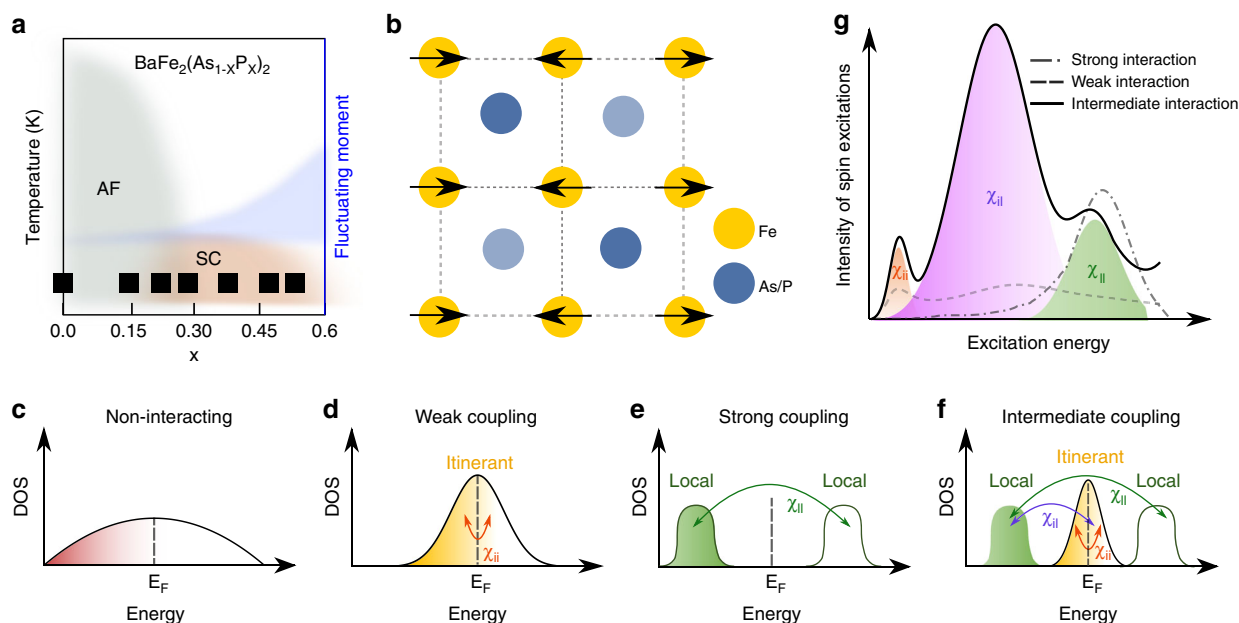 a
BaFe2(As1-XPX)2
Temperature (K)
AF
SC
Fluctuating moment
0.0 0.15 0.30 0.45 0.6
x
b
Fe
As/P
g
Strong interaction
Weak interaction
Intermediate interaction
Intensity of spin excitations
χii
χil
χll
Excitation energy
c Non-interacting
DOS
EF
Energy
d Weak coupling
Itinerant
DOS
χii
EF
Energy
e Strong coupling
Local Local
DOS
χll
EF
Energy
f Intermediate coupling
Itinerant
Local Local
DOS
χll
χil
χii
EF
Energy